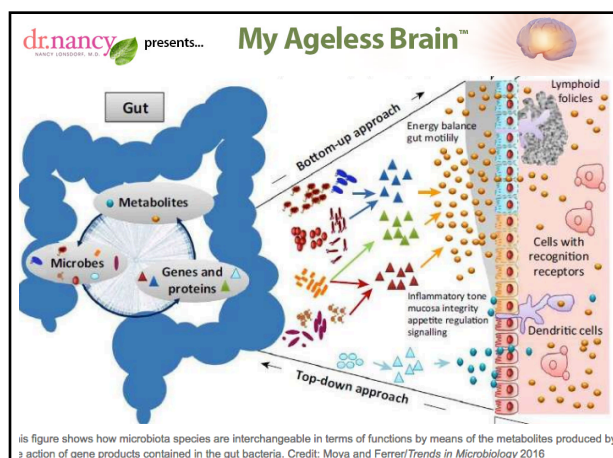 dr.nancy
NANCY LONSDORF, M.D.
presents...
My Ageless Brain™
Gut
Metabolites
Microbes
Genes and
proteins
Bottom-up approach
Energy balance
gut motilily
Lymphoid
follicles
Cells with
recognition
receptors
Inflammatory tone
mucosa integrity
appetite regulation
signalling
Dendritic cells
Top-down approach
is figure shows how microbiota species are interchangeable in terms of functions by means of the metabolites produced by
e action of gene products contained in the gut bacteria. Credit: Moya and Ferrer/Trends in Microbiology 2016